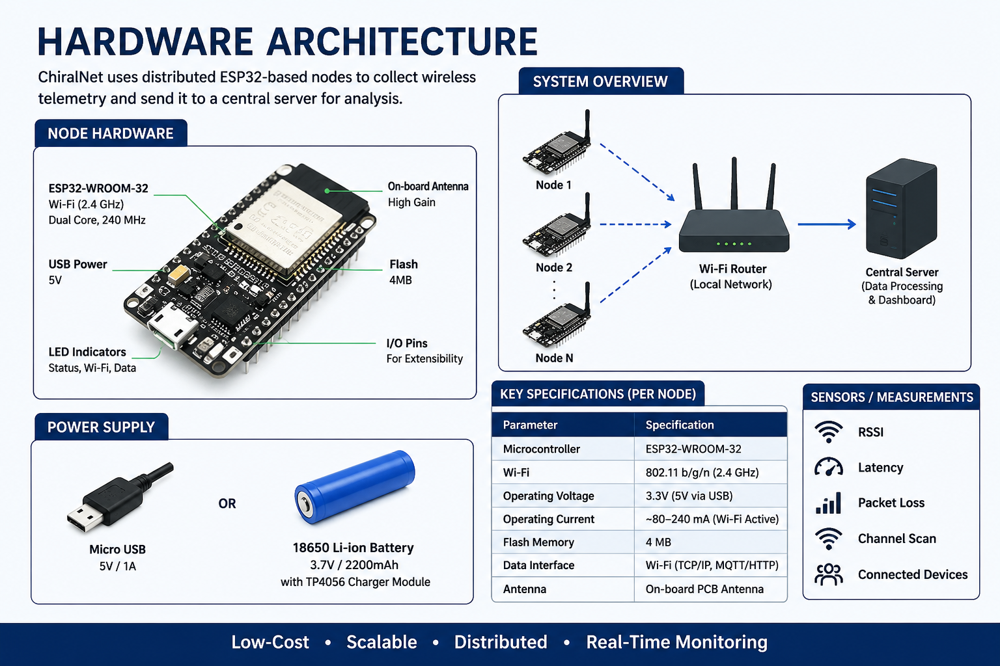 HARDWARE ARCHITECTURE
ChiralNet uses distributed ESP32-based nodes to collect wireless
telemetry and send it to a central server for analysis.
NODE HARDWARE
ESP32-WROOM-32
Wi-Fi (2.4 GHz)
Dual Core, 240 MHz
USB Power
5V
LED Indicators
Status, Wi-Fi, Data
On-board Antenna
High Gain
Flash
4MB
I/O Pins
For Extensibility
POWER SUPPLY
Micro USB
5V / 1A
OR
18650 Li-ion Battery
3.7V / 2200mAh
with TP4056 Charger Module
SYSTEM OVERVIEW
Node 1
Node 2
Node N
Wi-Fi Router
(Local Network)
Central Server
(Data Processing
& Dashboard)
KEY SPECIFICATIONS (PER NODE)
Parameter Specification
Microcontroller ESP32-WROOM-32
Wi-Fi 802.11 b/g/n (2.4 GHz)
Operating Voltage 3.3V (5V via USB)
Operating Current ~80–240 mA (Wi-Fi Active)
Flash Memory 4 MB
Data Interface Wi-Fi (TCP/IP, MQTT/HTTP)
Antenna On-board PCB Antenna
SENSORS / MEASUREMENTS
RSSI
Latency
Packet Loss
Channel Scan
Connected Devices
Low-Cost • Scalable • Distributed • Real-Time Monitoring